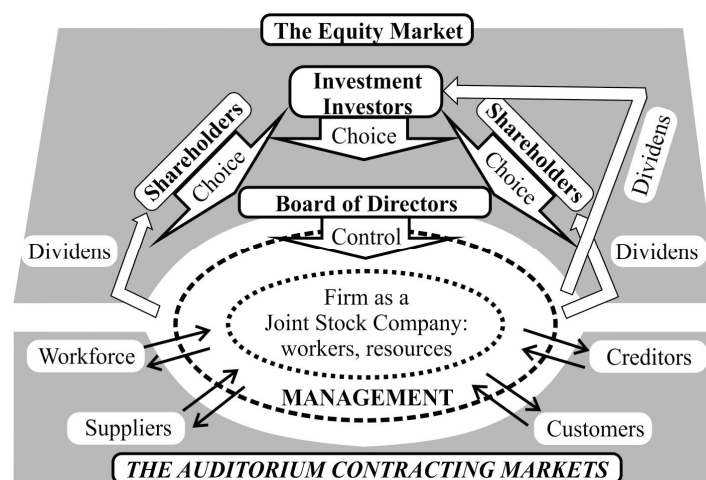 The Equity Market
Investment
Investors
Shareholders
Choice
Choice
Shareholders
Choice
Dividens
Board of Directors
Control
Dividens
Dividens
Firm as a
Joint Stock Company:
workers, resources
Workforce
Creditors
MANAGEMENT
Suppliers
Customers
THE AUDITORIUM CONTRACTING MARKETS